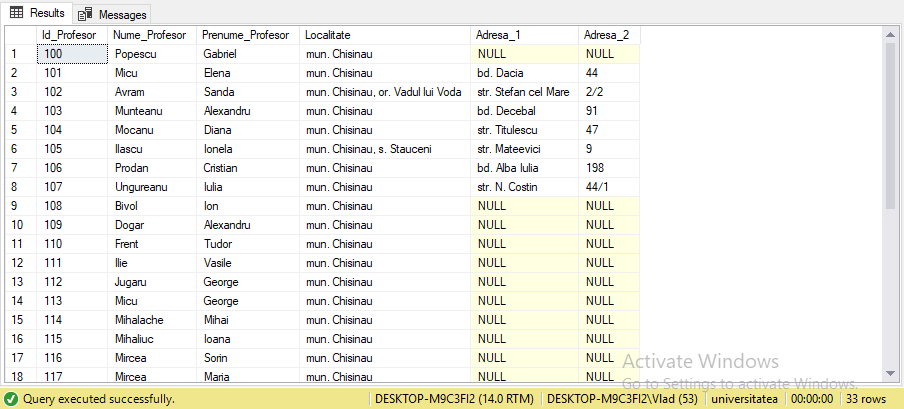 Results Messages
Id_Profesor Nume_Profesor Prenume_Profesor Localitate Adresa_1 Adresa_2
1 100 Popescu Gabriel mun. Chisinau NULL NULL
2 101 Micu Elena mun. Chisinau bd. Dacia 44
3 102 Avram Sanda mun. Chisinau, or. Vadul lui Voda str. Stefan cel Mare 2/2
4 103 Munteanu Alexandru mun. Chisinau bd. Decebal 91
5 104 Mocanu Diana mun. Chisinau str. Titulescu 47
6 105 Ilascu Ionela mun. Chisinau, s. Stauceni str. Mateevici 9
7 106 Prodan Cristian mun. Chisinau bd. Alba Iulia 198
8 107 Ungureanu Iulia mun. Chisinau str. N. Costin 44/1
9 108 Bivol Ion mun. Chisinau NULL NULL
10 109 Dogar Alexandru mun. Chisinau NULL NULL
11 110 Frent Tudor mun. Chisinau NULL NULL
12 111 Ilie Vasile mun. Chisinau NULL NULL
13 112 Jugaru George mun. Chisinau NULL NULL
14 113 Micu George mun. Chisinau NULL NULL
15 114 Mihalache Mihai mun. Chisinau NULL NULL
16 115 Mihaliuc Ioana mun. Chisinau NULL NULL
17 116 Mircea Sorin mun. Chisinau NULL NULL
18 117 Mircea Maria mun. Chisinau NULL NULL
Activate Windows
Go to Settings to activate Windows.
Query executed successfully. DESKTOP-M9C3FI2 (14.0 RTM) DESKTOP-M9C3FI2\Vlad (53) universitatea 00:00:00 33 rows